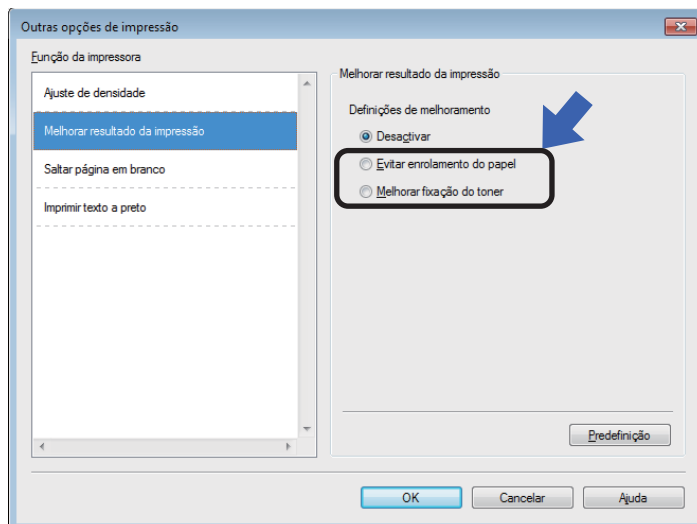 Outras opções de impressão
Função da impressora
Ajuste de densidade
Melhorar resultado da impressão
Saltar página em branco
Imprimir texto a preto
Melhorar resultado da impressão
Definições de melhoramento
Desactivar
Evitar enrolamento do papel
Melhorar fixação do toner
Predefinição
OK
Cancelar
Ajuda